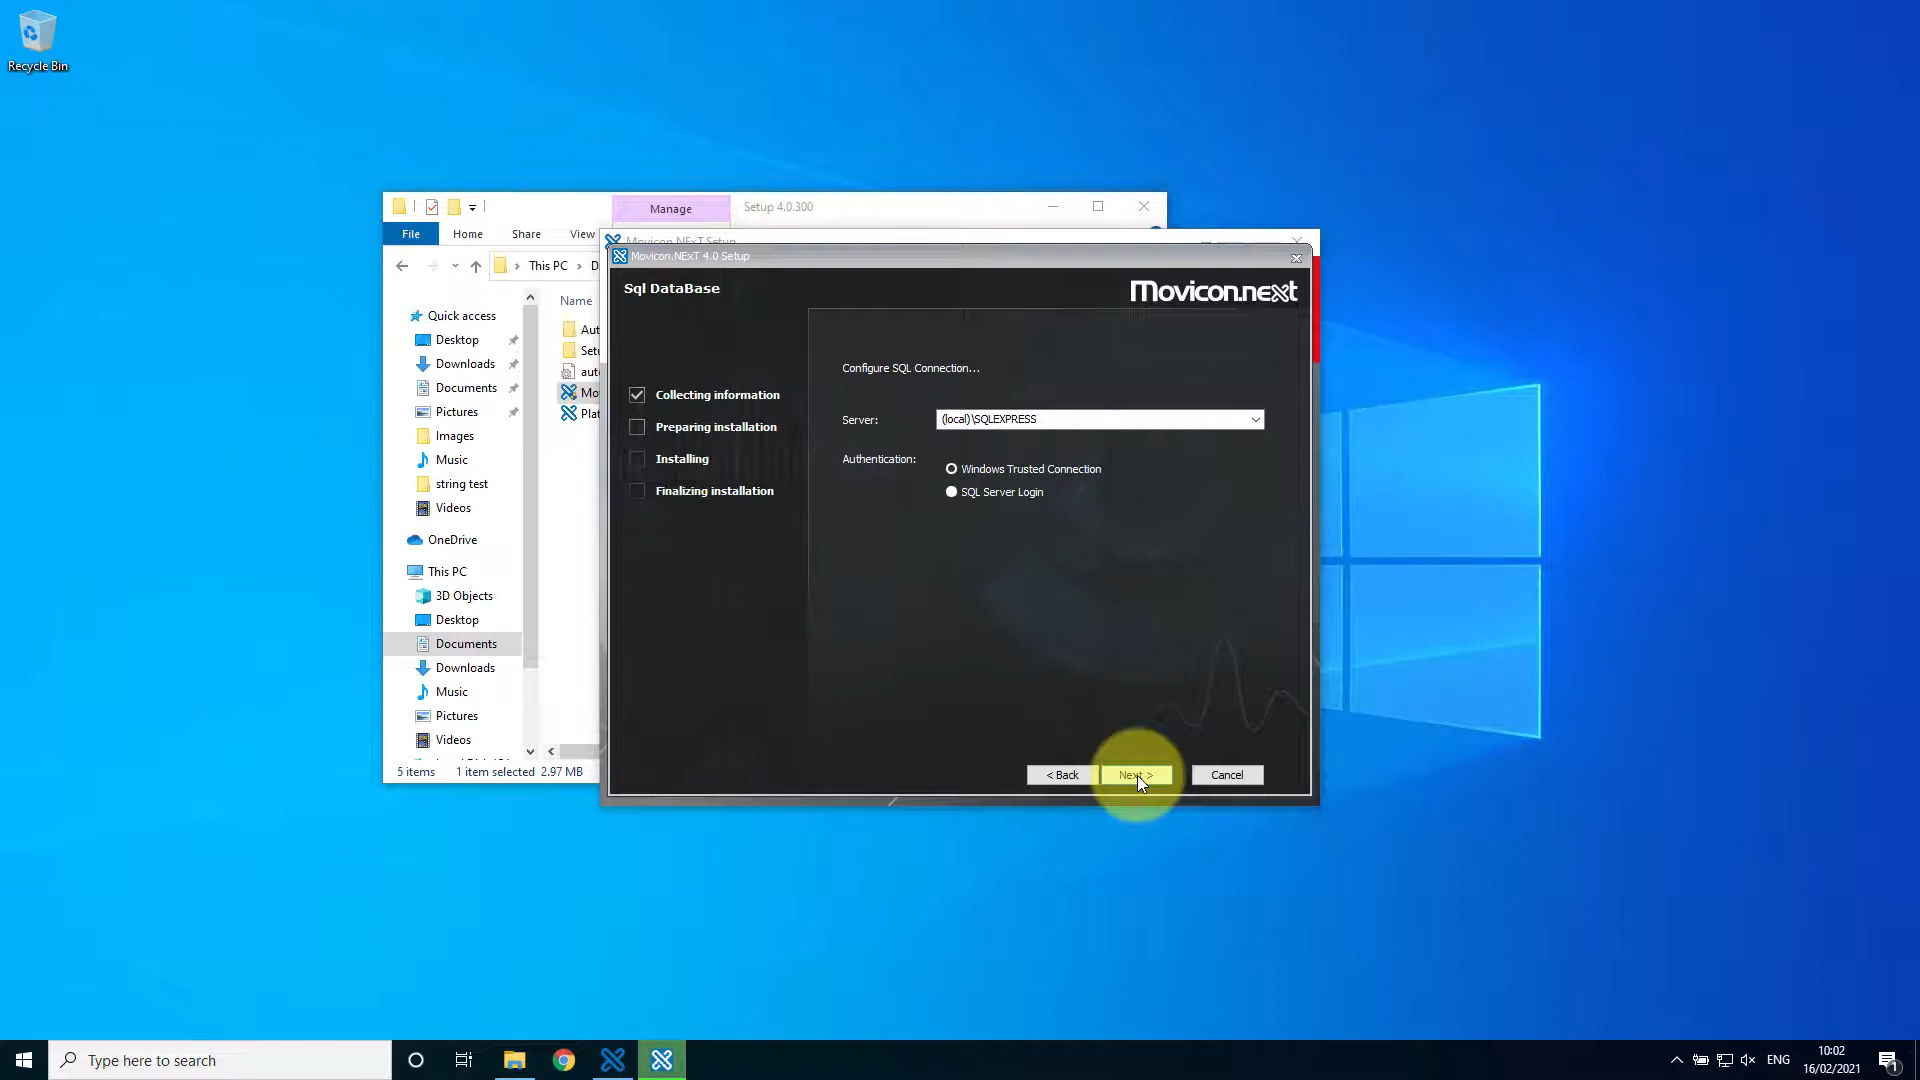 Recycle Bin
Manage
Setup 4.0.300
File
Home
Share
View
Movicon.NExT Setup
This PC
Movicon.NExT 4.0 Setup
Sql DataBase
Movicon.next
Name
Quick access
Desktop
Downloads
Documents
Pictures
Images
Music
string test
Videos
OneDrive
This PC
3D Objects
Desktop
Documents
Downloads
Music
Pictures
Videos
5 items
1 item selected 2.97 MB
Collecting information
Preparing installation
Installing
Finalizing installation
Configure SQL Connection...
Server:
(local)\SQLEXPRESS
Authentication:
Windows Trusted Connection
SQL Server Login
< Back
Next >
Cancel
Type here to search
ENG
10:02
16/02/2021
1